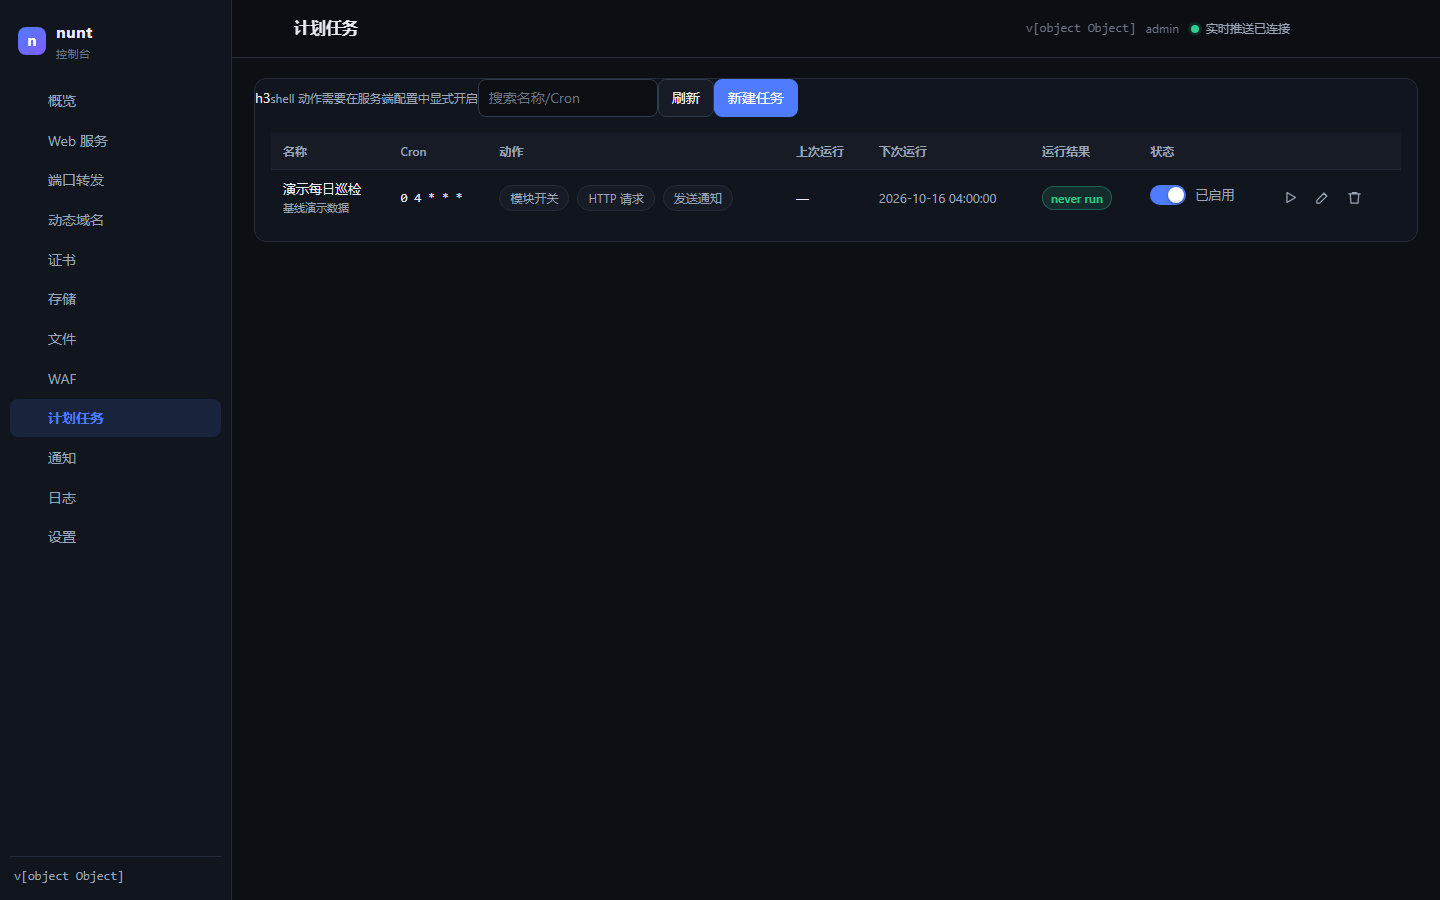 n
nunt
控制台
概览
Web 服务
端口转发
动态域名
证书
存储
文件
WAF
计划任务
通知
日志
设置
v[object Object]
计划任务
v[object Object] admin 实时推送已连接
h3shell 动作需要在服务端配置中显式开启 搜索名称/Cron 刷新 新建任务
名称 Cron 动作 上次运行 下次运行 运行结果 状态
演示每日巡检 0 4 * * * 模块开关 HTTP 请求 发送通知 — 2026-10-16 04:00:00 never run 已启用
基线演示数据